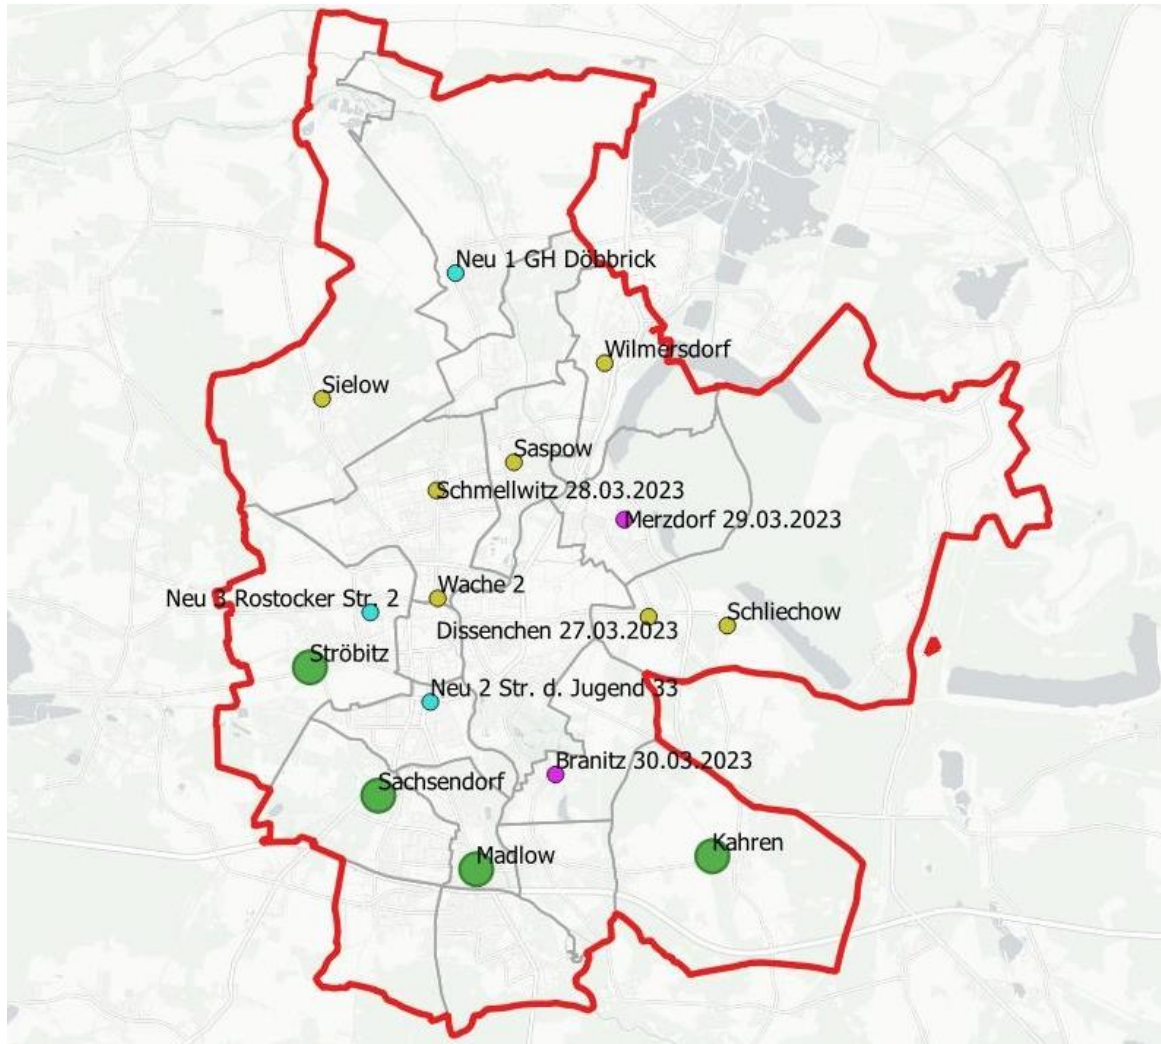 Neu 1 GH Döbbrick
Wilmersdorf
Sielow
Saspow
Schmellwitz 28.03.2023
Merzdorf 29.03.2023
Wache 2
Neu 3 Rostocker Str. 2
Schliechow
Dissenchen 27.03.2023
Ströbitz
Neu 2 Str. d. Jugend 33
Branitz 30.03.2023
Sachsendorf
Kahren
Madlow